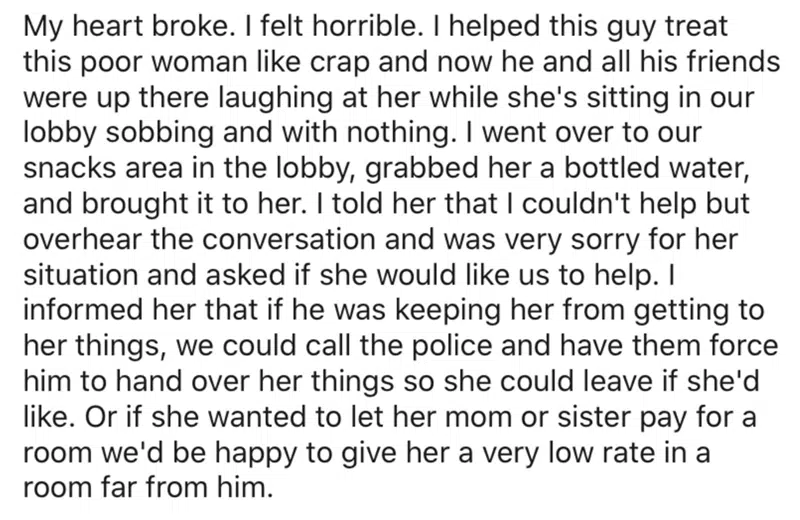 My heart broke. I felt horrible. I helped this guy treat
this poor woman like crap and now he and all his friends
were up there laughing at her while she's sitting in our
lobby sobbing and with nothing. I went over to our
snacks area in the lobby, grabbed her a bottled water,
and brought it to her. I told her that I couldn't help but
overhear the conversation and was very sorry for her
situation and asked if she would like us to help. I
informed her that if he was keeping her from getting to
her things, we could call the police and have them force
him to hand over her things so she could leave if she'd
like. Or if she wanted to let her mom or sister pay for a
room we'd be happy to give her a very low rate in a
room far from him.